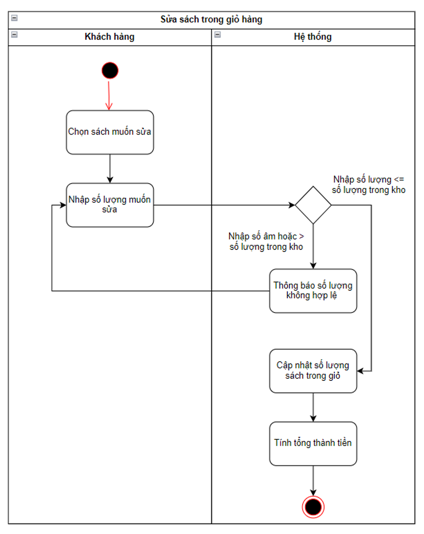 Sửa sách trong giỏ hàng
Khách hàng
Hệ thống
Chọn sách muốn sửa
Nhập số lượng muốn
sửa
Nhập số lượng <=
số lượng trong kho
Nhập số âm hoặc >
số lượng trong kho
Thông báo số lượng
không hợp lệ
Cập nhật số lượng
sách trong giỏ
Tính tổng thành tiền